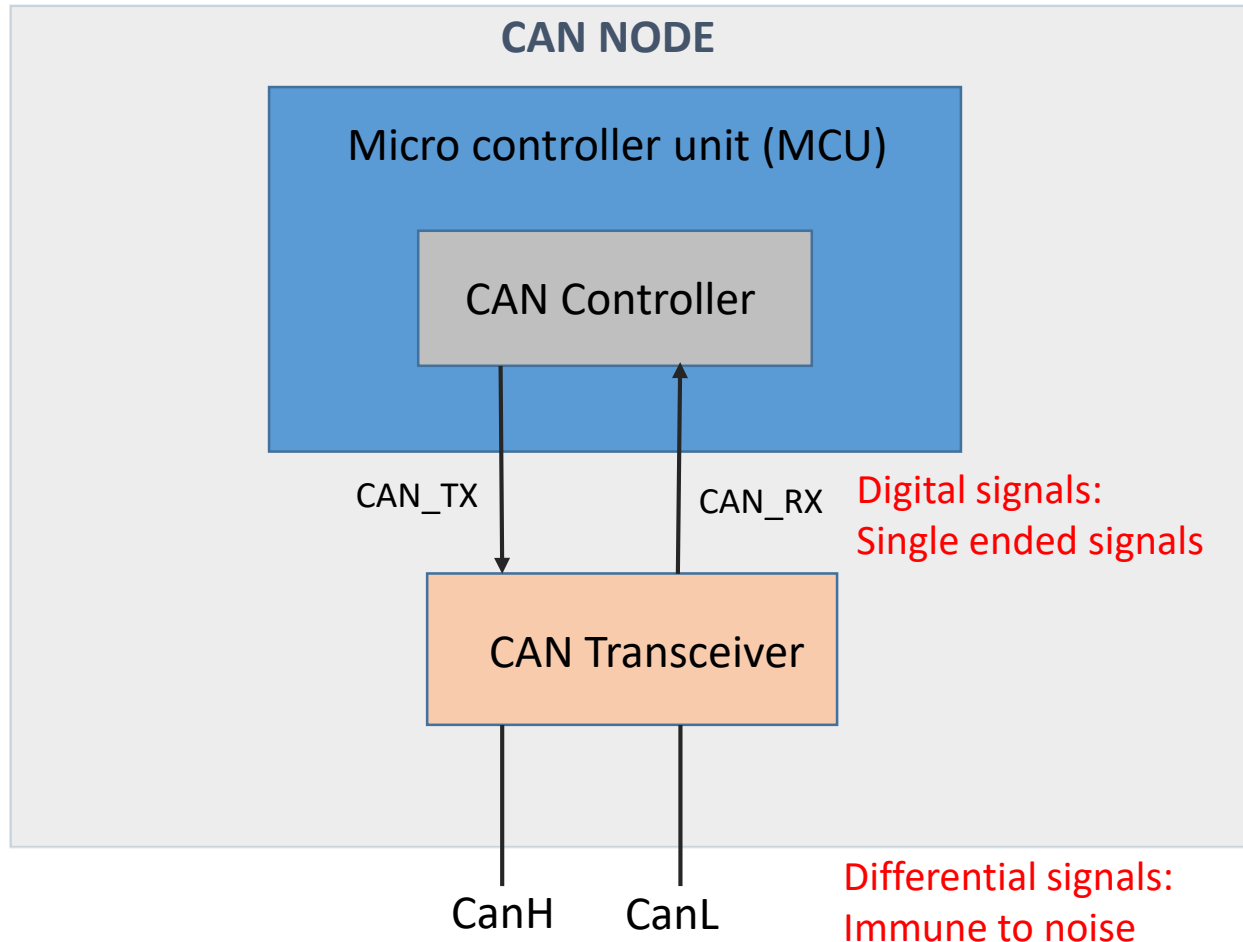 CAN NODE
Micro controller unit (MCU)
CAN Controller
CAN_TX
CAN_RX
Digital signals:
Single ended signals
CAN Transceiver
CanH
CanL
Differential signals:
Immune to noise